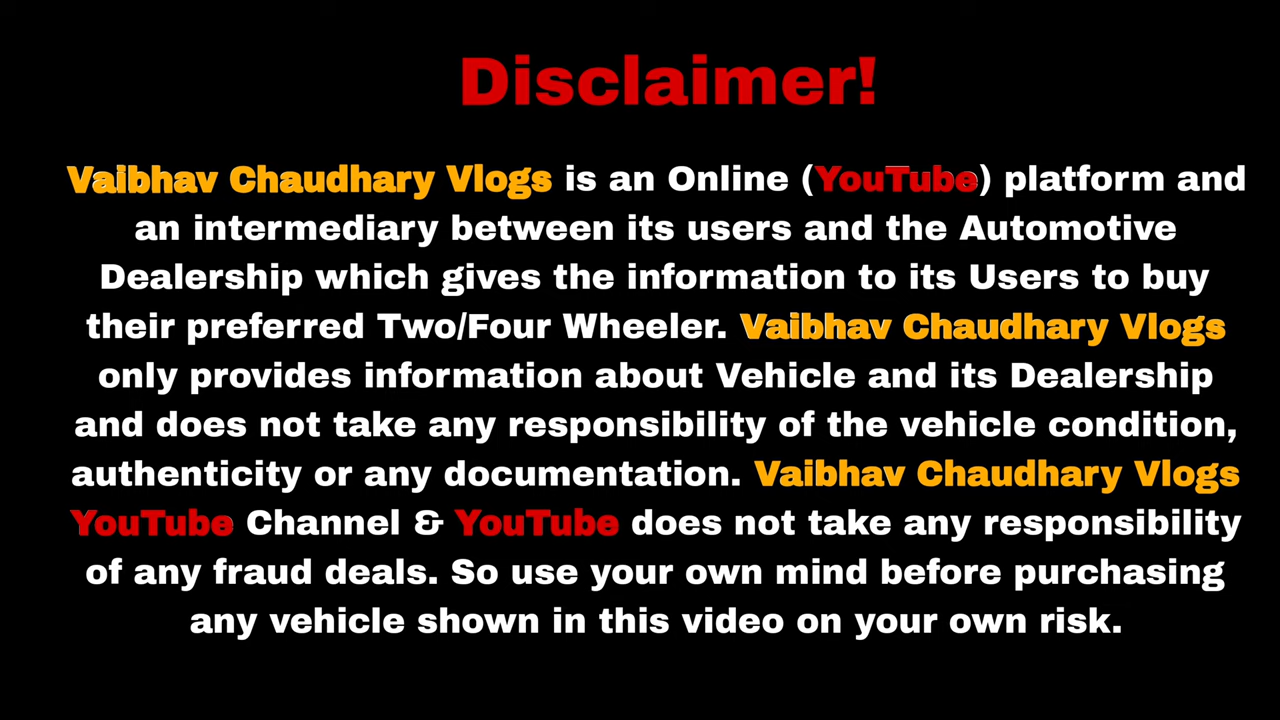 Disclaimer!
Vaibhav Chaudhary Vlogs is an Online (YouTube) platform and
an intermediary between its users and the Automotive
Dealership which gives the information to its Users to buy
their preferred Two/Four Wheeler. Vaibhav Chaudhary Vlogs
only provides information about Vehicle and its Dealership
and does not take any responsibility of the vehicle condition,
authenticity or any documentation. Vaibhav Chaudhary Vlogs
YouTube Channel & YouTube does not take any responsibility
of any fraud deals. So use your own mind before purchasing
any vehicle shown in this video on your own risk.